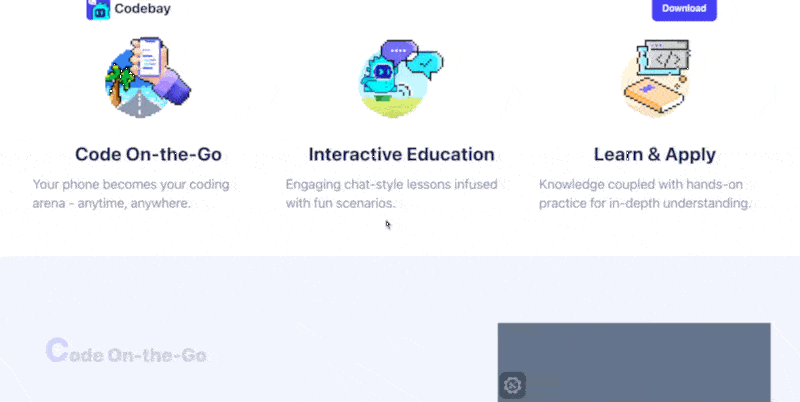 Codebay
Download
Code On-the-Go
Interactive Education
Learn & Apply
Your phone becomes your coding
arena - anytime, anywhere.
Engaging chat-style lessons infused
with fun scenarios.
Knowledge coupled with hands-on
practice for in-depth understanding.
Code On-the-Go